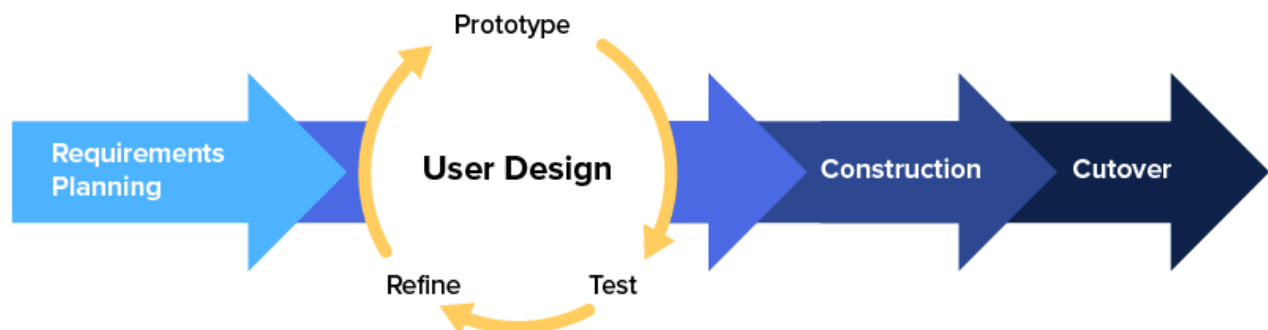 Prototype
Requirements
Planning
User Design
Construction
Cutover
Refine
Test